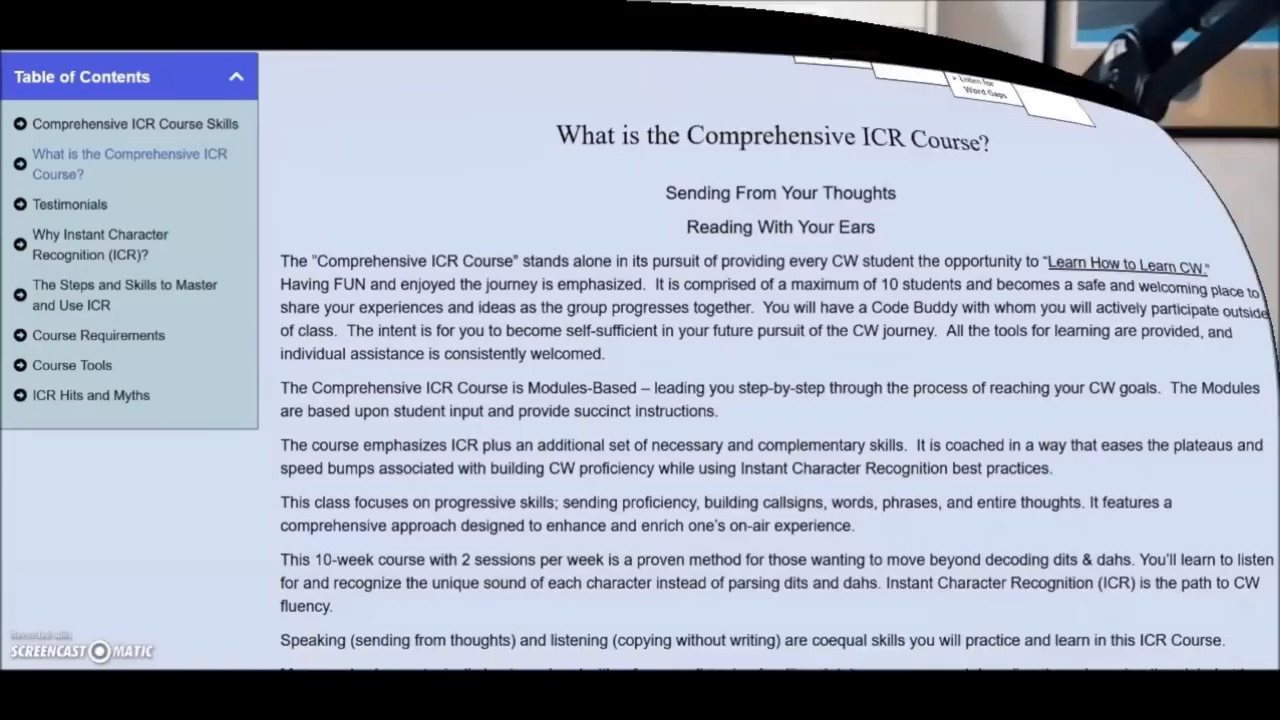 Table of Contents
Comprehensive ICR Course Skills
What is the Comprehensive ICR
Course?
Testimonials
Why Instant Character
Recognition (ICR)?
The Steps and Skills to Master
and Use ICR
Course Requirements
Course Tools
ICR Hits and Myths
Listen for
Word Gaps
What is the Comprehensive ICR Course?
Sending From Your Thoughts
Reading With Your Ears
The "Comprehensive ICR Course" stands alone in its pursuit of providing every CW student the opportunity to "Learn How to Learn CW."
Having FUN and enjoyed the journey is emphasized. It is comprised of a maximum of 10 students and becomes a safe and welcoming place to
share your experiences and ideas as the group progresses together. You will have a Code Buddy with whom you will actively participate outside
of class. The intent is for you to become self-sufficient in your future pursuit of the CW journey. All the tools for learning are provided, and
individual assistance is consistently welcomed.
The Comprehensive ICR Course is Modules-Based – leading you step-by-step through the process of reaching your CW goals. The Modules
are based upon student input and provide succinct instructions.
The course emphasizes ICR plus an additional set of necessary and complementary skills. It is coached in a way that eases the plateaus and
speed bumps associated with building CW proficiency while using Instant Character Recognition best practices.
This class focuses on progressive skills; sending proficiency, building callsigns, words, phrases, and entire thoughts. It features a
comprehensive approach designed to enhance and enrich one's on-air experience.
This 10-week course with 2 sessions per week is a proven method for those wanting to move beyond decoding dits & dahs. You'll learn to listen
for and recognize the unique sound of each character instead of parsing dits and dahs. Instant Character Recognition (ICR) is the path to CW
fluency.
Speaking (sending from thoughts) and listening (copying without writing) are coequal skills you will practice and learn in this ICR Course.
Recorded with
SCREENCAST-O-MATIC